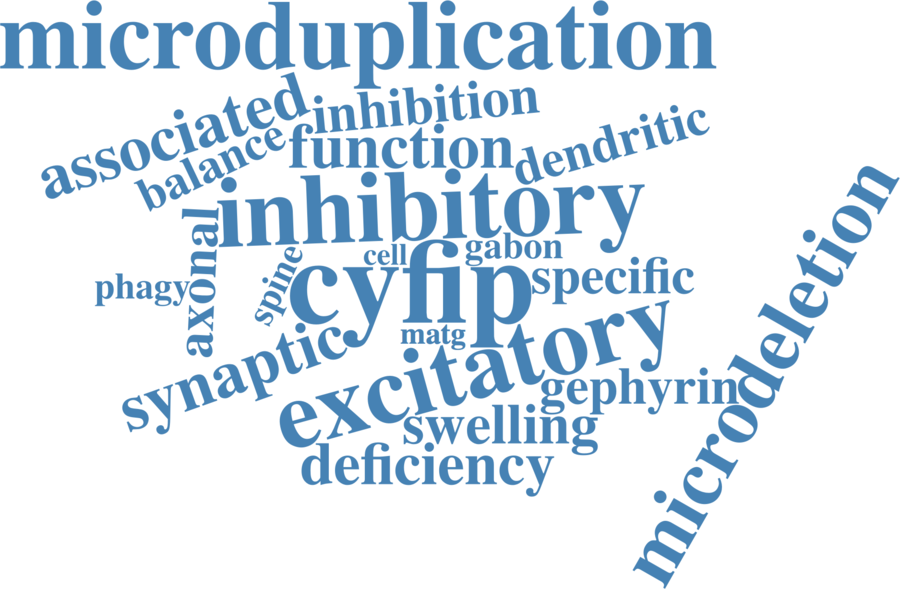 microduplication
associated
inhibition
balance
function
dendritic
inhibitory
axonal
cell
gabon
phagy
spine
cyfip
specific
matg
synaptic
excitatory
gephyrin
swelling
deficiency
microdeletion